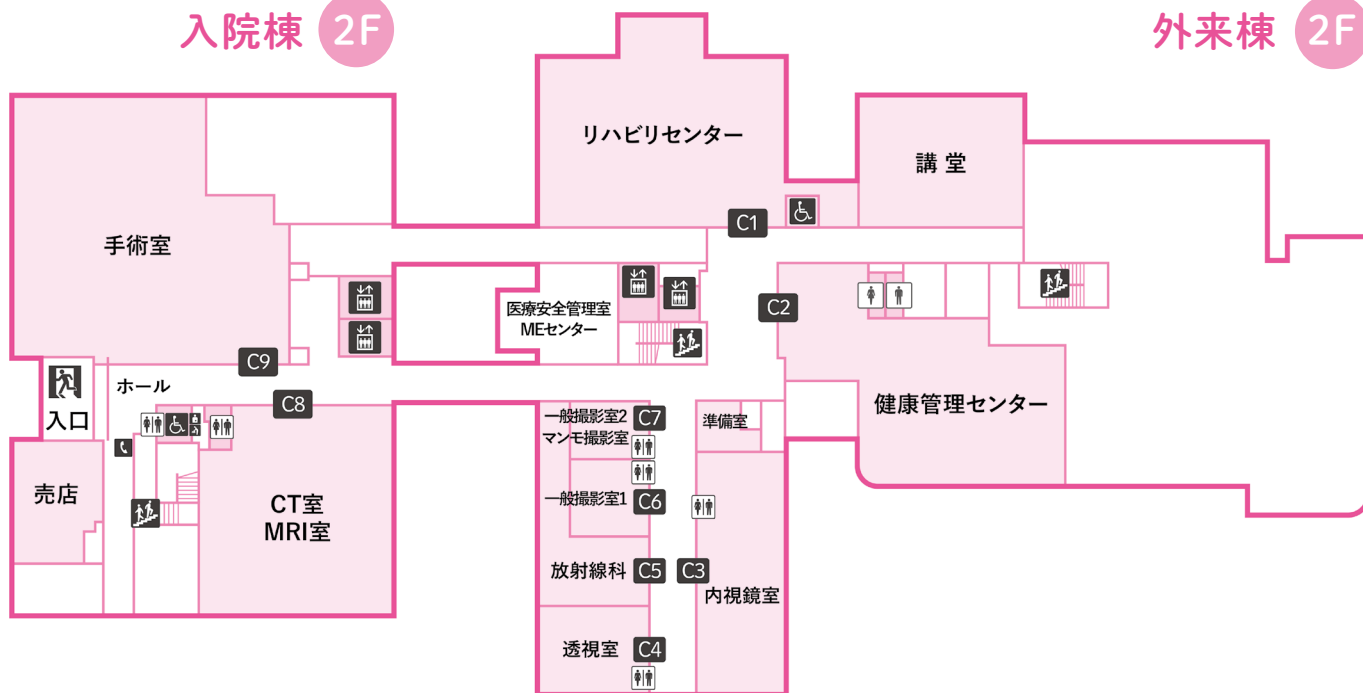 入院棟 2F
外来棟 2F
リハビリセンター
講堂
手術室
C1
C2
医療安全管理室
MEセンター
C9
ホール
入口
C8
健康管理センター
一般撮影室2
マンモ撮影室
C7
準備室
売店
CT室
MRI室
一般撮影室1
C6
放射線科
C5
C3
内視鏡室
透視室
C4